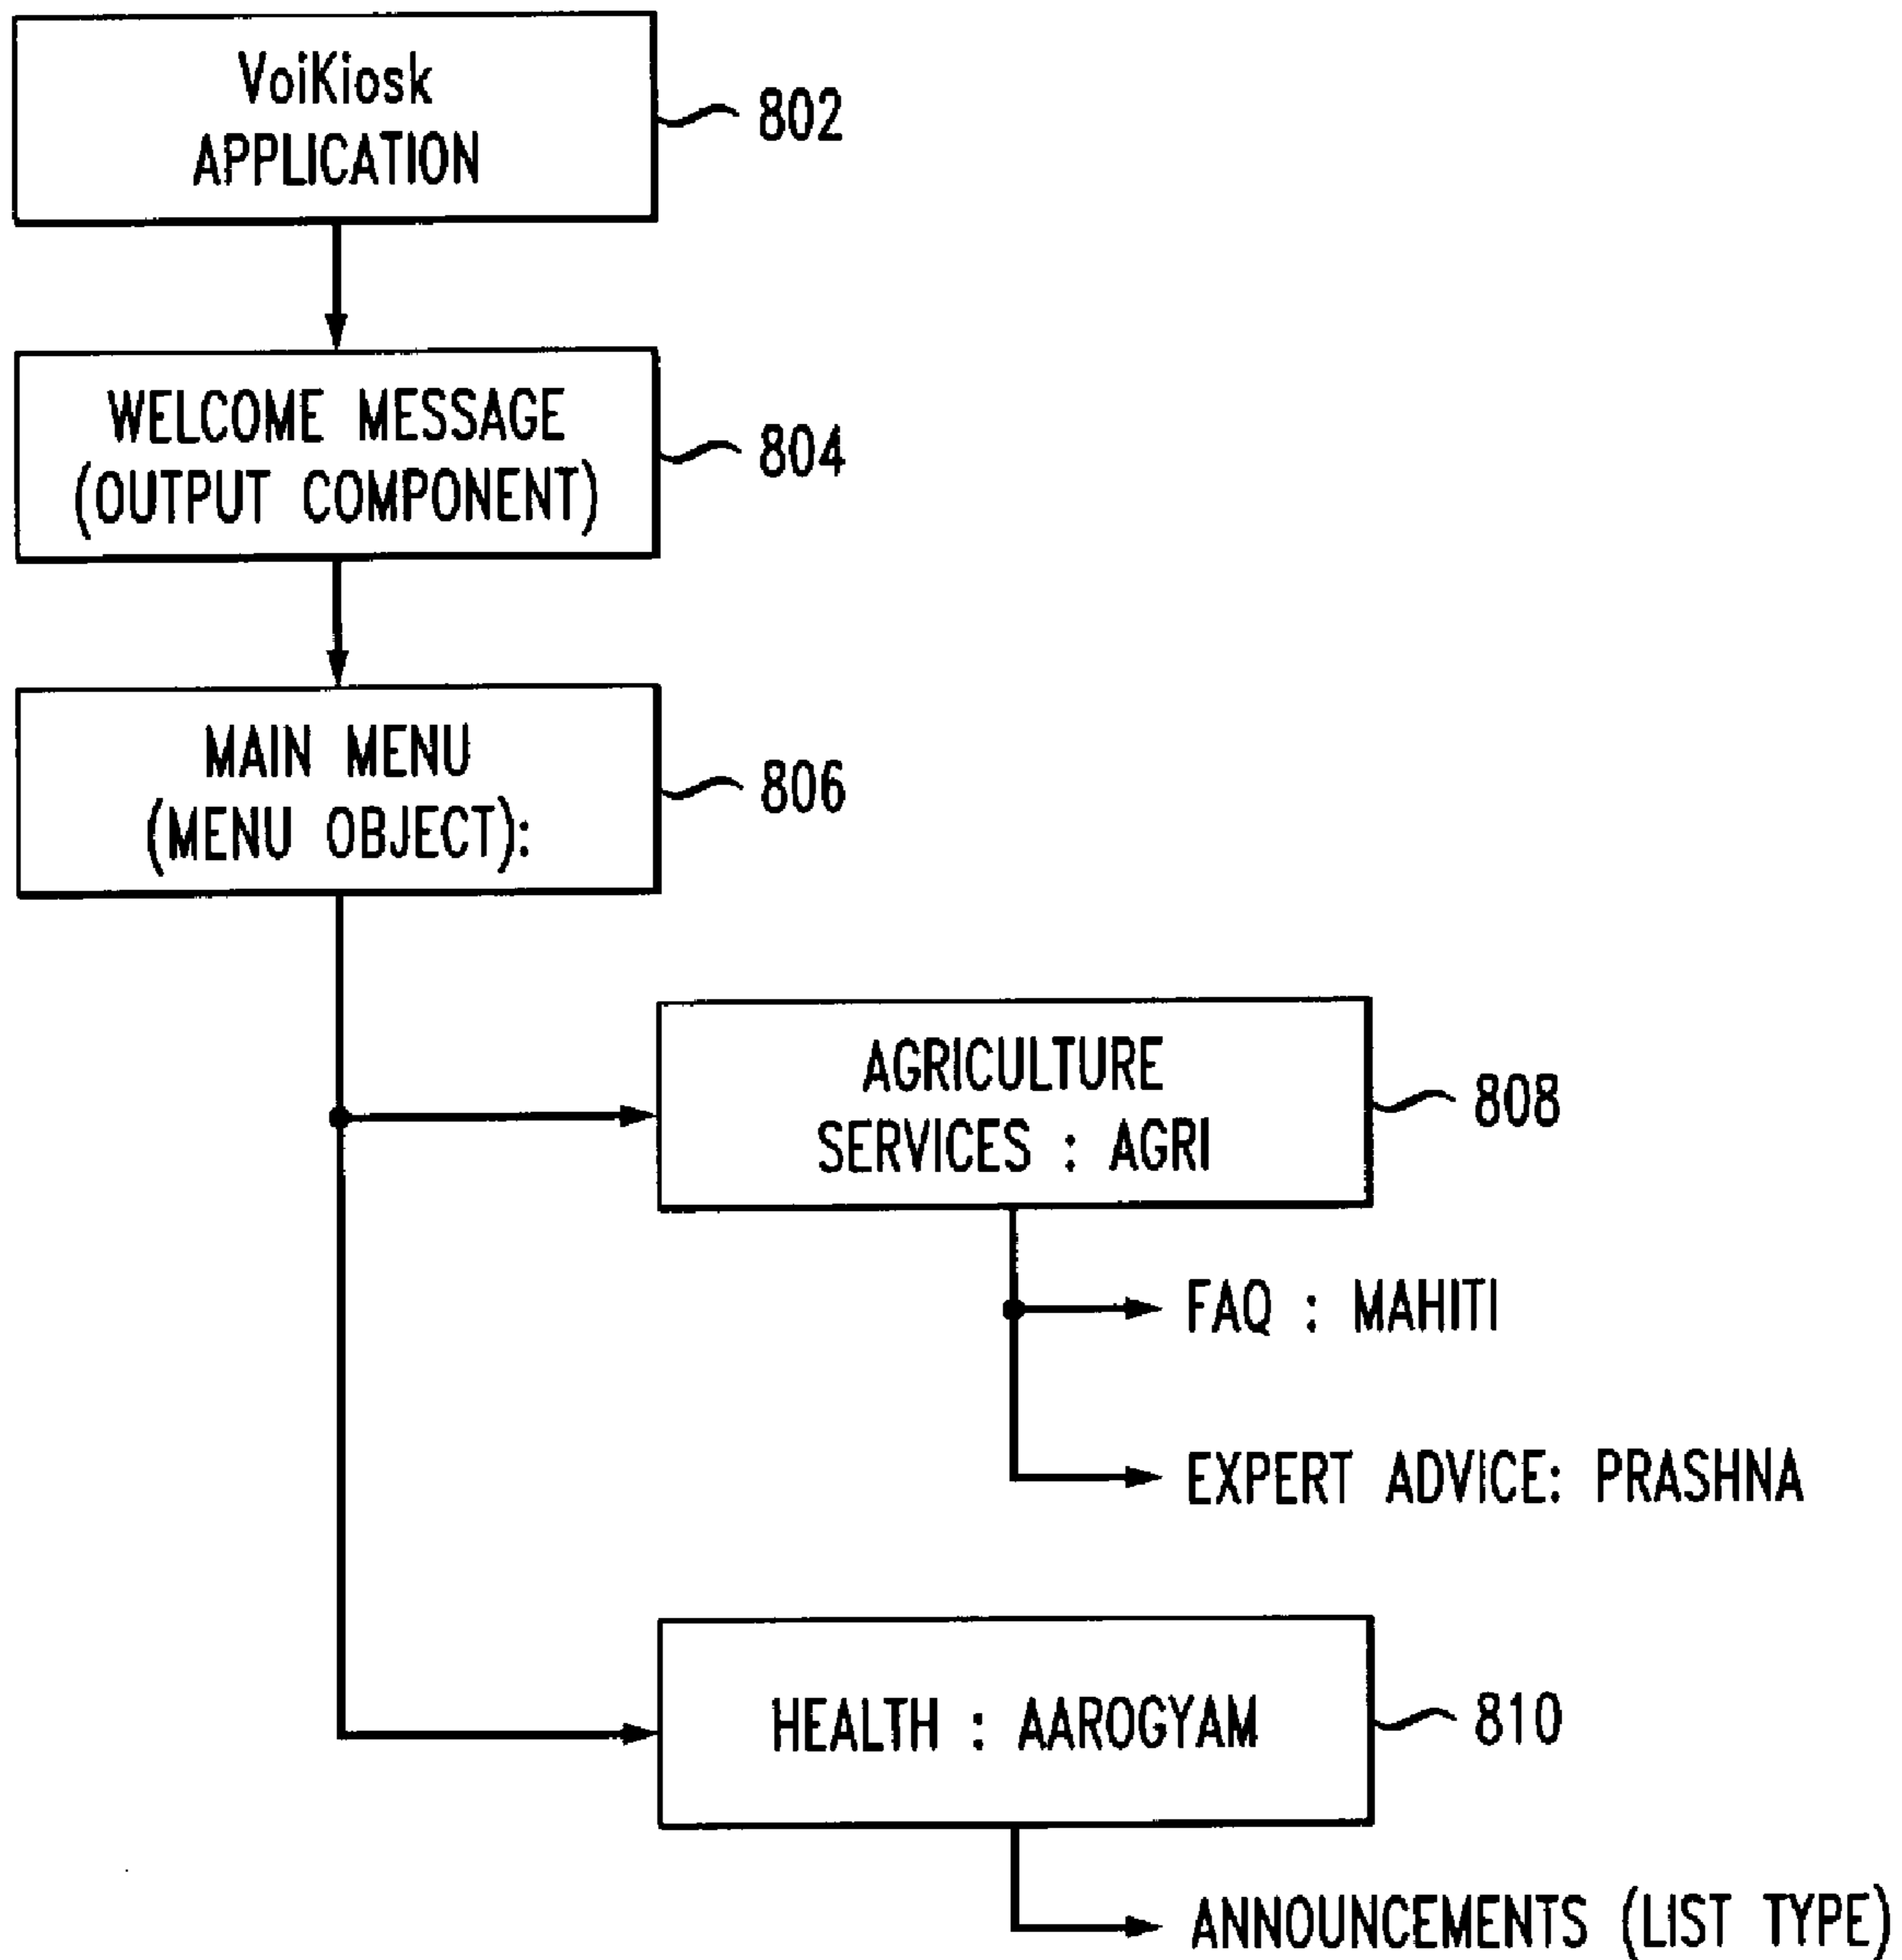 VoiKiosk
APPLICATION
802
WELCOME MESSAGE
(OUTPUT COMPONENT)
804
MAIN MENU
(MENU OBJECT):
806
AGRICULTURE
SERVICES : AGRI
808
FAQ : MAHITI
EXPERT ADVICE: PRASHNA
HEALTH : AAROGYAM
810
ANNOUNCEMENTS (LIST TYPE)